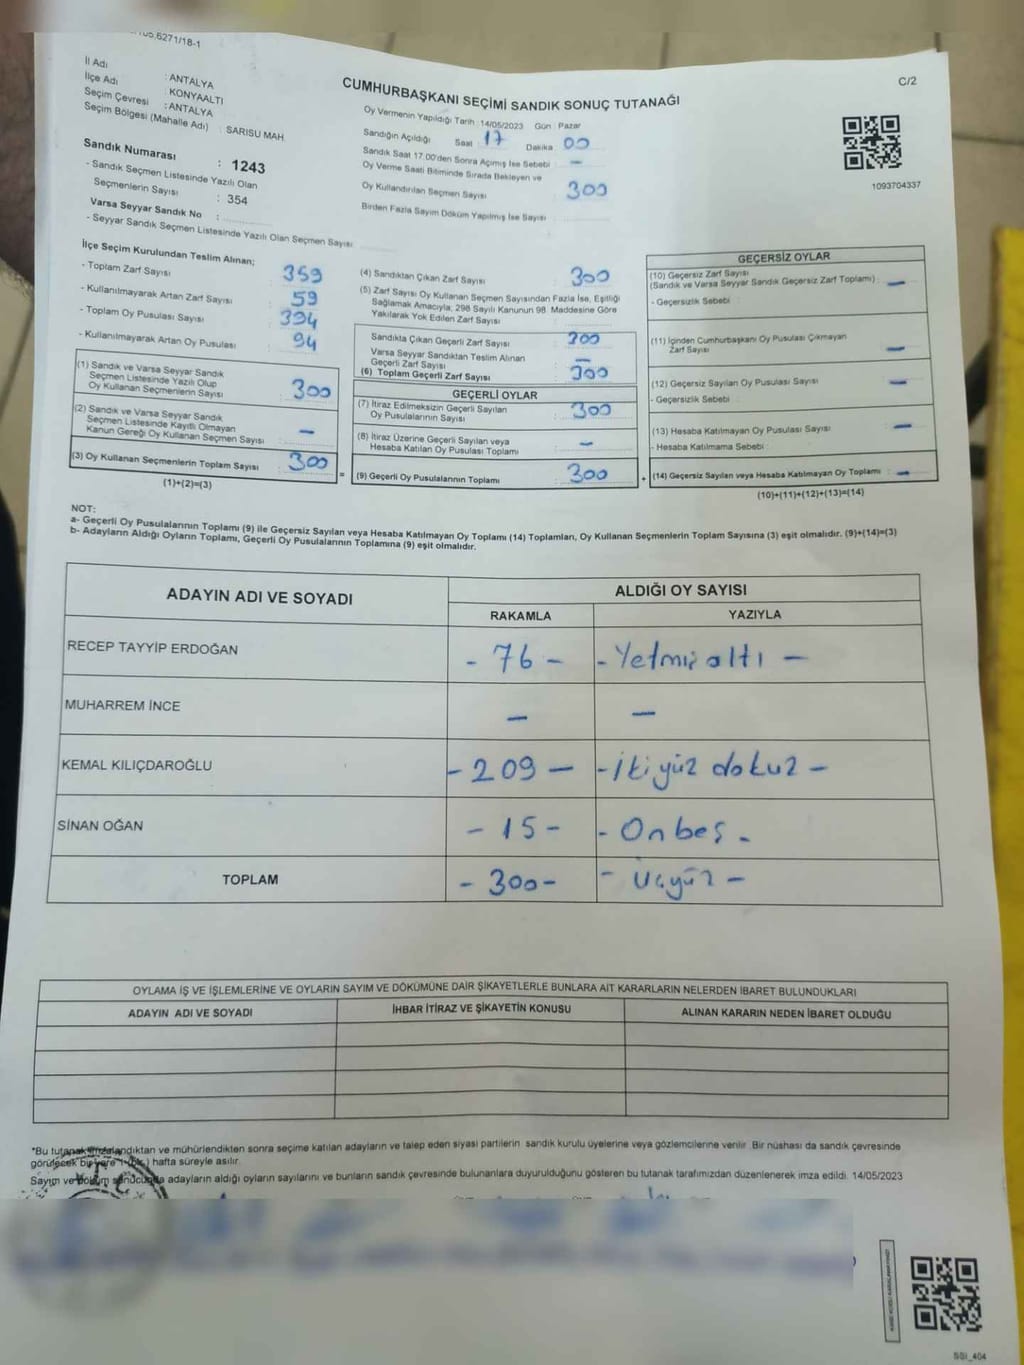 İl Adı : ANTALYA
İlçe Adı : KONYAALTI
Seçim Çevresi : ANTALYA
Seçim Bölgesi (Mahalle Adı) : SARISU MAH.
Sandık Numarası : 1243
- Sandık Seçmen Listesinde Yazılı Olan
Seçmenlerin Sayısı : 354
Varsa Seyyar Sandık No :
- Seyyar Sandık Seçmen Listesinde Yazılı Olan Seçmen Sayısı
C/2
CUMHURBAŞKANI SEÇİMİ SANDIK SONUÇ TUTANAĞI
Oy Vermenin Yapıldığı Tarih : 14/05/2023 Gün : Pazar
Sandığın Açıldığı Saat 17 Dakika 00
Sandık Saat 17.00'den Sonra Açılmış İse Sebebi : –
Oy Verme Saati Bitiminde Sırada Bekleyen ve
Oy Kullandırılan Seçmen Sayısı 300
Birden Fazla Sayım Döküm Yapılmış İse Sayısı
1093704337
İlçe Seçim Kurulundan Teslim Alınan;
- Toplam Zarf Sayısı 359
- Kullanılmayarak Artan Zarf Sayısı 59
- Toplam Oy Pusulası Sayısı 394
- Kullanılmayarak Artan Oy Pusulası 94
(1) Sandık ve Varsa Seyyar Sandık
Seçmen Listesinde Yazılı Olup
Oy Kullanan Seçmenlerin Sayısı 300
(2) Sandık ve Varsa Seyyar Sandık
Seçmen Listesinde Kayıtlı Olmayan
Kanun Gereği Oy Kullanan Seçmen Sayısı –
(3) Oy Kullanan Seçmenlerin Toplam Sayısı 300
(1)+(2)=(3)
(4) Sandıktan Çıkan Zarf Sayısı 300
(5) Zarf Sayısı Oy Kullanan Seçmen Sayısından Fazla İse, Eşitliği
Sağlamak Amacıyla; 298 Sayılı Kanunun 98. Maddesine Göre
Yakılarak Yok Edilen Zarf Sayısı
Sandıkta Çıkan Geçerli Zarf Sayısı 300
Varsa Seyyar Sandıktan Teslim Alınan
Geçerli Zarf Sayısı –
(6) Toplam Geçerli Zarf Sayısı 300
GEÇERLİ OYLAR
(7) İtiraz Edilmeksizin Geçerli Sayılan
Oy Pusulalarının Sayısı 300
(8) İtiraz Üzerine Geçerli Sayılan veya
Hesaba Katılan Oy Pusulası Toplamı –
= (9) Geçerli Oy Pusulalarının Toplamı 300
GEÇERSİZ OYLAR
(10) Geçersiz Zarf Sayısı
(Sandık ve Varsa Seyyar Sandık Geçersiz Zarf Toplamı) –
- Geçersizlik Sebebi :
(11) İçinden Cumhurbaşkanı Oy Pusulası Çıkmayan
Zarf Sayısı –
(12) Geçersiz Sayılan Oy Pusulası Sayısı –
- Geçersizlik Sebebi
(13) Hesaba Katılmayan Oy Pusulası Sayısı –
- Hesaba Katılmama Sebebi
+ (14) Geçersiz Sayılan veya Hesaba Katılmayan Oy Toplamı –
(10)+(11)+(12)+(13)=(14)
NOT:
a- Geçerli Oy Pusulalarının Toplamı (9) ile Geçersiz Sayılan veya Hesaba Katılmayan Oy Toplamı (14) Toplamları, Oy Kullanan Seçmenlerin Toplam Sayısına (3) eşit olmalıdır. (9)+(14)=(3)
b- Adayların Aldığı Oyların Toplamı, Geçerli Oy Pusulalarının Toplamına (9) eşit olmalıdır.
ADAYIN ADI VE SOYADI ALDIĞI OY SAYISI
RAKAMLA YAZIYLA
RECEP TAYYİP ERDOĞAN - 76 - - Yetmiş altı -
MUHARREM İNCE – –
KEMAL KILIÇDAROĞLU - 209 - - İkiyüz dokuz -
SİNAN OĞAN - 15 - - Onbeş -
TOPLAM - 300 - - Üçyüz -
OYLAMA İŞ VE İŞLEMLERİNE VE OYLARIN SAYIM VE DÖKÜMÜNE DAİR ŞİKAYETLERLE BUNLARA AİT KARARLARIN NELERDEN İBARET BULUNDUKLARI
ADAYIN ADI VE SOYADI İHBAR İTİRAZ VE ŞİKAYETİN KONUSU ALINAN KARARIN NEDEN İBARET OLDUĞU
*Bu tutanak imzalandıktan ve mühürlendikten sonra seçime katılan adayların ve talep eden siyasi partilerin sandık kurulu üyelerine veya gözlemcilerine verilir. Bir nüshası da sandık çevresinde
görülecek bir yere 1 (bir) hafta süreyle asılır.
Sayım ve döküm sonucunda adayların aldığı oyların sayılarını ve bunların sandık çevresinde bulunanlara duyurulduğunu gösteren bu tutanak tarafımızdan düzenlenerek imza edildi. 14/05/2023
T.C.
SSI_404